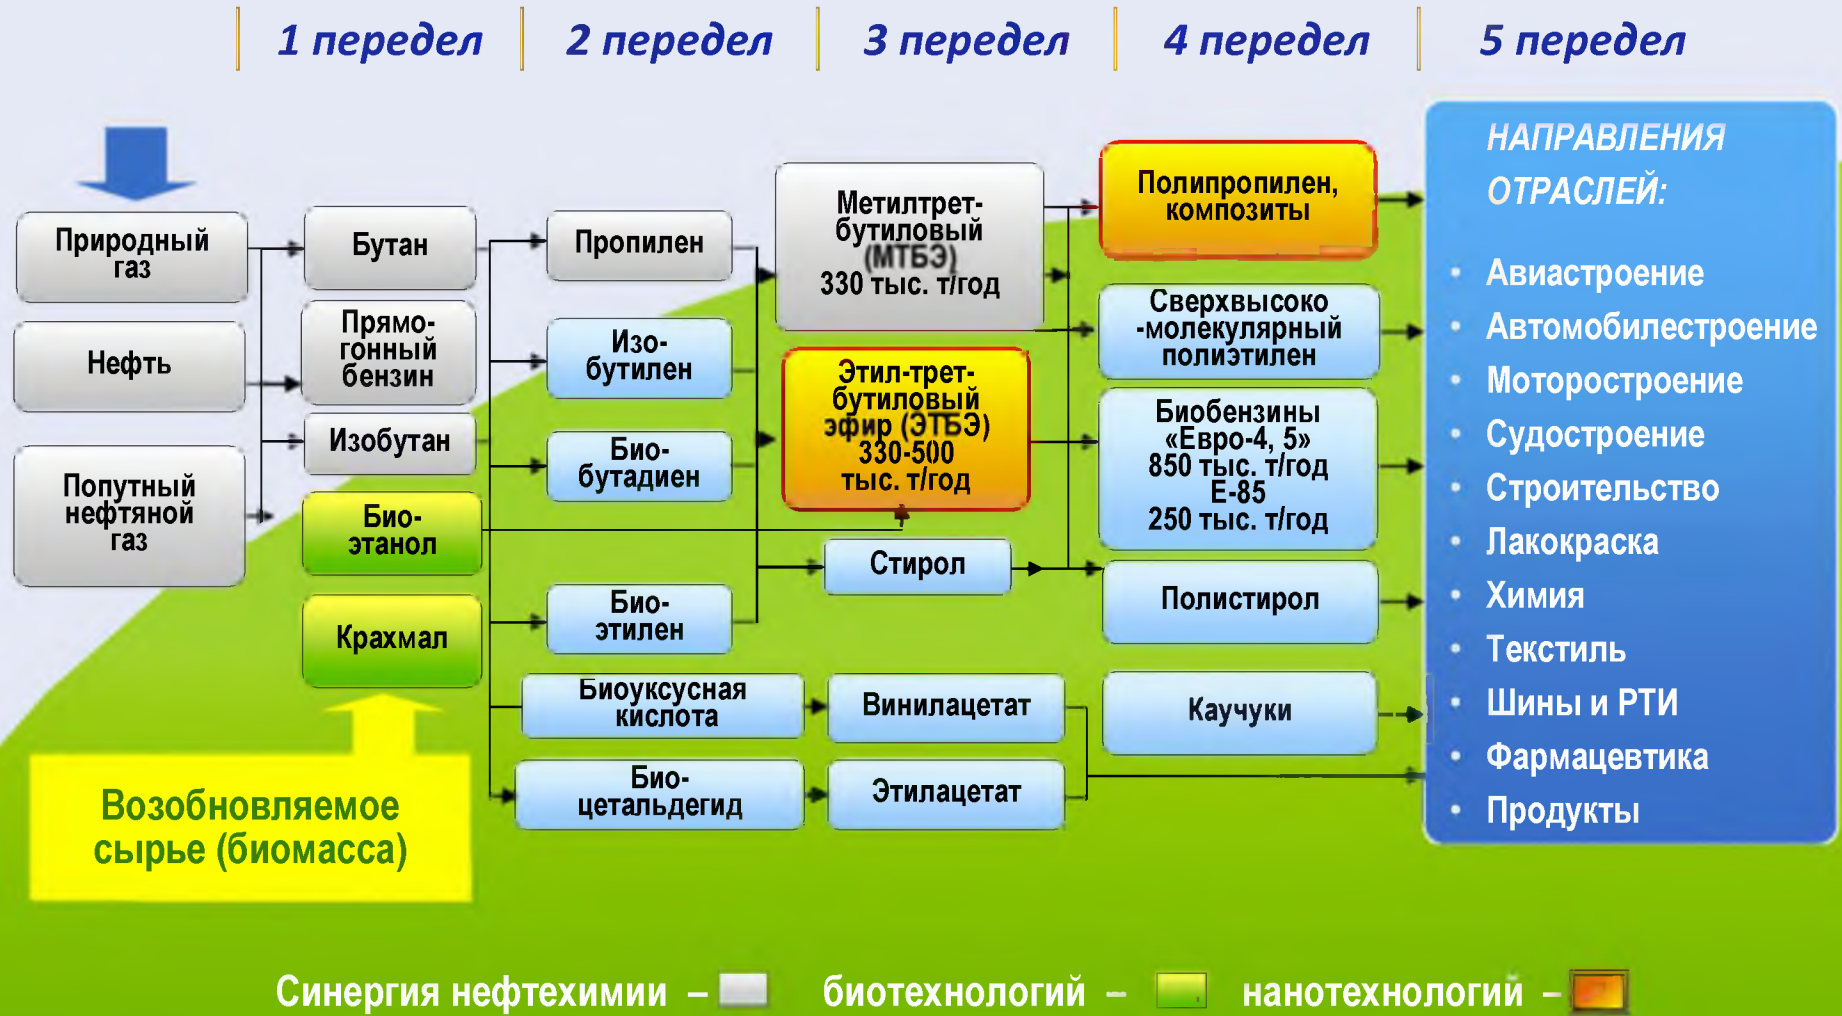 1 передел
2 передел
3 передел
4 передел
5 передел
Природный
газ
Нефть
Попутный
нефтяной
газ
Бутан
Прямо-
гонный
бензин
Изобутан
Био-
этанол
Крахмал
Возобновляемое
сырье (биомасса)
Пропилен
Изо-
бутилен
Био-
бутадиен
Био-
этилен
Биоуксусная
кислота
Био-
цетальдегид
Метилтрет-
бутиловый
(МТБЭ)
330 тыс. т/год
Этил-трет-
бутиловый
эфир (ЭТБЭ)
330-500
тыс. т/год
Стирол
Винилацетат
Этилацетат
Полипропилен,
композиты
Сверхвысоко
-молекулярный
полиэтилен
Биобензины
«Евро-4, 5»
850 тыс. т/год
Е-85
250 тыс. т/год
Полистирол
Каучуки
НАПРАВЛЕНИЯ
ОТРАСЛЕЙ:
• Авиастроение
• Автомобилестроение
• Моторостроение
• Судостроение
• Строительство
• Лакокраска
• Химия
• Текстиль
• Шины и РТИ
• Фармацевтика
• Продукты
Синергия нефтехимии – биотехнологий – нанотехнологий –